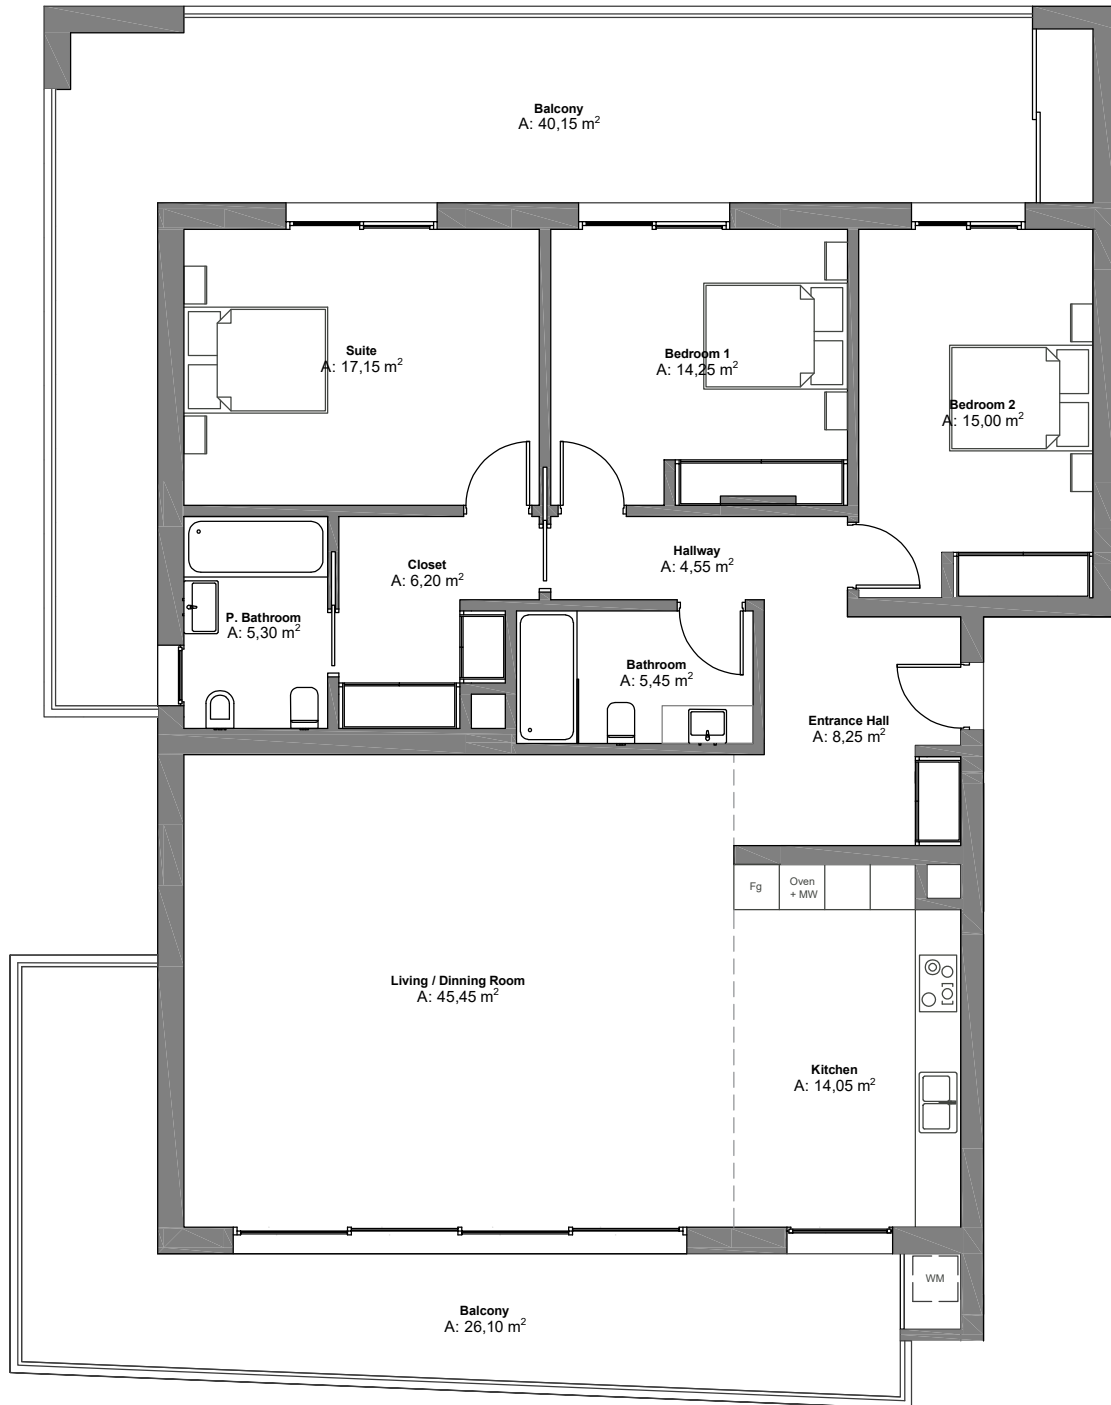 Balcony
A: 40,15 m²
Suite
A: 17,15 m²
Bedroom 1
A: 14,25 m²
Bedroom 2
A: 15,00 m²
Hallway
A: 4,55 m²
Closet
A: 6,20 m²
P. Bathroom
A: 5,30 m²
Bathroom
A: 5,45 m²
Entrance Hall
A: 8,25 m²
Fg
Oven
+ MW
Living / Dinning Room
A: 45,45 m²
Kitchen
A: 14,05 m²
WM
Balcony
A: 26,10 m²